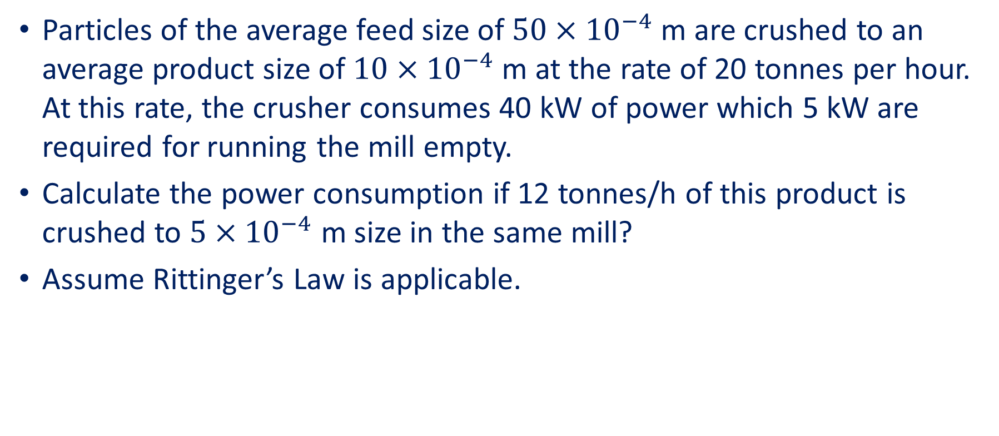 • Particles of the average feed size of 50 × 10⁻⁴ m are crushed to an
average product size of 10 × 10⁻⁴ m at the rate of 20 tonnes per hour.
At this rate, the crusher consumes 40 kW of power which 5 kW are
required for running the mill empty.
• Calculate the power consumption if 12 tonnes/h of this product is
crushed to 5 × 10⁻⁴ m size in the same mill?
• Assume Rittinger’s Law is applicable.